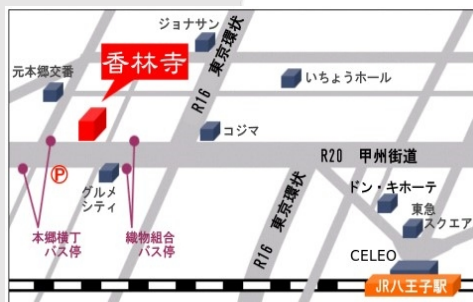 ジョナサン
香林寺
元本郷交番
R16 東京環状
いちょうホール
コジマ
R20 甲州街道
P
グルメ
シティ
ドン・キホーテ
東急
スクエア
R16 東京環状
本郷横丁
バス停
織物組合
バス停
CELEO
JR八王子駅